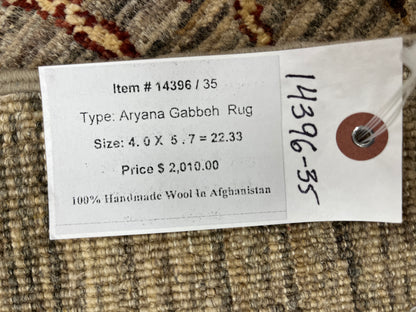 Item # 14396 / 35
Type: Aryana Gabbeh Rug
Size: 4.0 X 5.7 = 22.33
Price $ 2,010.00
100% Handmade Wool In Afghanistan
14396-35